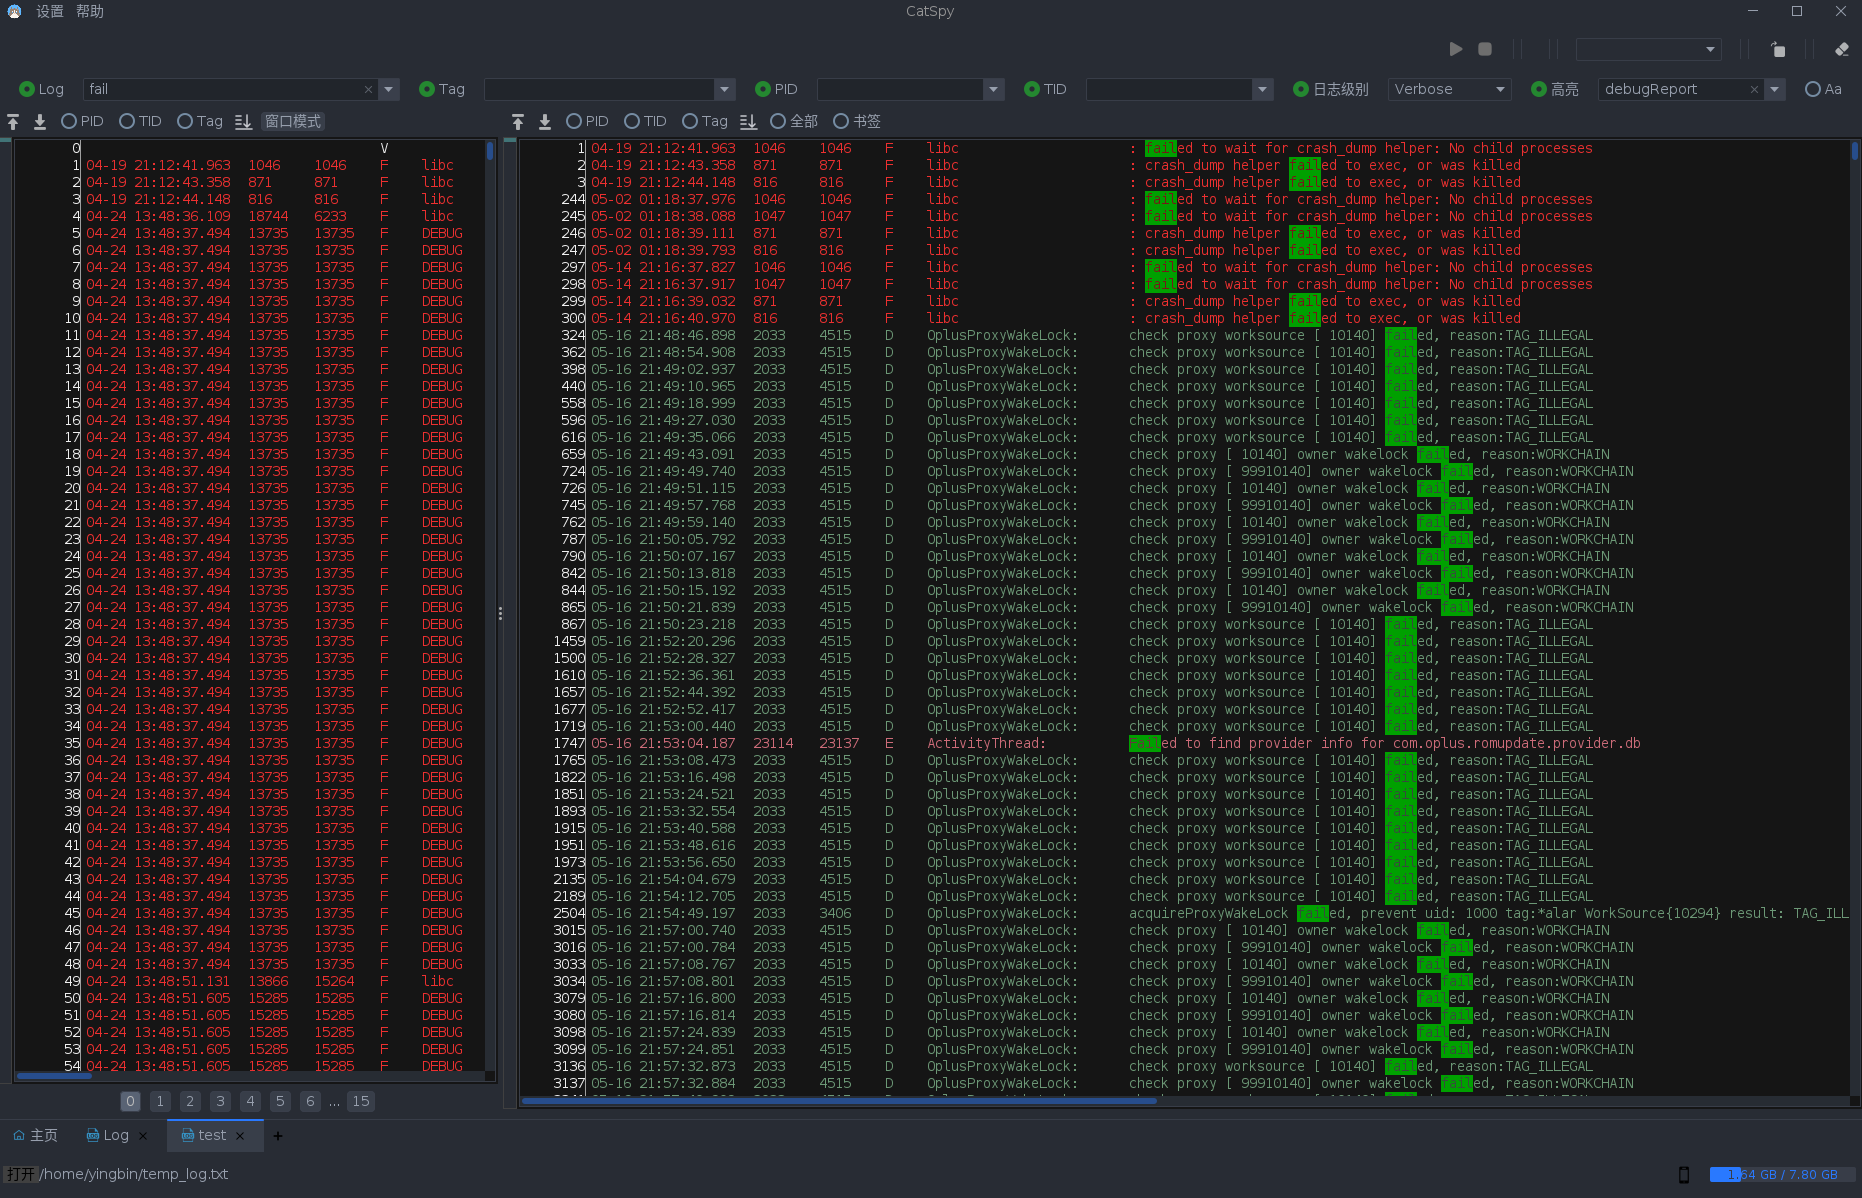 设置 帮助 CatSpy
Log fail Tag PID TID 日志级别 Verbose 高亮 debugReport Aa
PID TID Tag 窗口模式
0 V
1 04-19 21:12:41.963 1046 1046 F libc
2 04-19 21:12:43.358 871 871 F libc
3 04-19 21:12:44.148 816 816 F libc
4 04-24 13:48:36.109 18744 6233 F libc
5 04-24 13:48:37.494 13735 13735 F DEBUG
6 04-24 13:48:37.494 13735 13735 F DEBUG
7 04-24 13:48:37.494 13735 13735 F DEBUG
8 04-24 13:48:37.494 13735 13735 F DEBUG
9 04-24 13:48:37.494 13735 13735 F DEBUG
10 04-24 13:48:37.494 13735 13735 F DEBUG
11 04-24 13:48:37.494 13735 13735 F DEBUG
12 04-24 13:48:37.494 13735 13735 F DEBUG
13 04-24 13:48:37.494 13735 13735 F DEBUG
14 04-24 13:48:37.494 13735 13735 F DEBUG
15 04-24 13:48:37.494 13735 13735 F DEBUG
16 04-24 13:48:37.494 13735 13735 F DEBUG
17 04-24 13:48:37.494 13735 13735 F DEBUG
18 04-24 13:48:37.494 13735 13735 F DEBUG
19 04-24 13:48:37.494 13735 13735 F DEBUG
20 04-24 13:48:37.494 13735 13735 F DEBUG
21 04-24 13:48:37.494 13735 13735 F DEBUG
22 04-24 13:48:37.494 13735 13735 F DEBUG
23 04-24 13:48:37.494 13735 13735 F DEBUG
24 04-24 13:48:37.494 13735 13735 F DEBUG
25 04-24 13:48:37.494 13735 13735 F DEBUG
26 04-24 13:48:37.494 13735 13735 F DEBUG
27 04-24 13:48:37.494 13735 13735 F DEBUG
28 04-24 13:48:37.494 13735 13735 F DEBUG
29 04-24 13:48:37.494 13735 13735 F DEBUG
30 04-24 13:48:37.494 13735 13735 F DEBUG
31 04-24 13:48:37.494 13735 13735 F DEBUG
32 04-24 13:48:37.494 13735 13735 F DEBUG
33 04-24 13:48:37.494 13735 13735 F DEBUG
34 04-24 13:48:37.494 13735 13735 F DEBUG
35 04-24 13:48:37.494 13735 13735 F DEBUG
36 04-24 13:48:37.494 13735 13735 F DEBUG
37 04-24 13:48:37.494 13735 13735 F DEBUG
38 04-24 13:48:37.494 13735 13735 F DEBUG
39 04-24 13:48:37.494 13735 13735 F DEBUG
40 04-24 13:48:37.494 13735 13735 F DEBUG
41 04-24 13:48:37.494 13735 13735 F DEBUG
42 04-24 13:48:37.494 13735 13735 F DEBUG
43 04-24 13:48:37.494 13735 13735 F DEBUG
44 04-24 13:48:37.494 13735 13735 F DEBUG
45 04-24 13:48:37.494 13735 13735 F DEBUG
46 04-24 13:48:37.494 13735 13735 F DEBUG
47 04-24 13:48:37.494 13735 13735 F DEBUG
48 04-24 13:48:37.494 13735 13735 F DEBUG
49 04-24 13:48:51.131 13866 15264 F libc
50 04-24 13:48:51.605 15285 15285 F DEBUG
51 04-24 13:48:51.605 15285 15285 F DEBUG
52 04-24 13:48:51.605 15285 15285 F DEBUG
53 04-24 13:48:51.605 15285 15285 F DEBUG
54 04-24 13:48:51.605 15285 15285 F DEBUG
0 1 2 3 4 5 6 ... 15
PID TID Tag 全部 书签
1 04-19 21:12:41.963 1046 1046 F libc : failed to wait for crash_dump helper: No child processes
2 04-19 21:12:43.358 871 871 F libc : crash_dump helper failed to exec, or was killed
3 04-19 21:12:44.148 816 816 F libc : crash_dump helper failed to exec, or was killed
244 05-02 01:18:37.976 1046 1046 F libc : failed to wait for crash_dump helper: No child processes
245 05-02 01:18:38.088 1047 1047 F libc : failed to wait for crash_dump helper: No child processes
246 05-02 01:18:39.111 871 871 F libc : crash_dump helper failed to exec, or was killed
247 05-02 01:18:39.793 816 816 F libc : crash_dump helper failed to exec, or was killed
297 05-14 21:16:37.827 1046 1046 F libc : failed to wait for crash_dump helper: No child processes
298 05-14 21:16:37.917 1047 1047 F libc : failed to wait for crash_dump helper: No child processes
299 05-14 21:16:39.032 871 871 F libc : crash_dump helper failed to exec, or was killed
300 05-14 21:16:40.970 816 816 F libc : crash_dump helper failed to exec, or was killed
324 05-16 21:48:46.898 2033 4515 D OplusProxyWakeLock: check proxy worksource [ 10140] failed, reason:TAG_ILLEGAL
362 05-16 21:48:54.908 2033 4515 D OplusProxyWakeLock: check proxy worksource [ 10140] failed, reason:TAG_ILLEGAL
398 05-16 21:49:02.937 2033 4515 D OplusProxyWakeLock: check proxy worksource [ 10140] failed, reason:TAG_ILLEGAL
440 05-16 21:49:10.965 2033 4515 D OplusProxyWakeLock: check proxy worksource [ 10140] failed, reason:TAG_ILLEGAL
558 05-16 21:49:18.999 2033 4515 D OplusProxyWakeLock: check proxy worksource [ 10140] failed, reason:TAG_ILLEGAL
596 05-16 21:49:27.030 2033 4515 D OplusProxyWakeLock: check proxy worksource [ 10140] failed, reason:TAG_ILLEGAL
616 05-16 21:49:35.066 2033 4515 D OplusProxyWakeLock: check proxy worksource [ 10140] failed, reason:TAG_ILLEGAL
659 05-16 21:49:43.091 2033 4515 D OplusProxyWakeLock: check proxy [ 10140] owner wakelock failed, reason:WORKCHAIN
724 05-16 21:49:49.740 2033 4515 D OplusProxyWakeLock: check proxy [ 99910140] owner wakelock failed, reason:WORKCHAIN
726 05-16 21:49:51.115 2033 4515 D OplusProxyWakeLock: check proxy [ 10140] owner wakelock failed, reason:WORKCHAIN
745 05-16 21:49:57.768 2033 4515 D OplusProxyWakeLock: check proxy [ 99910140] owner wakelock failed, reason:WORKCHAIN
762 05-16 21:49:59.140 2033 4515 D OplusProxyWakeLock: check proxy [ 10140] owner wakelock failed, reason:WORKCHAIN
787 05-16 21:50:05.792 2033 4515 D OplusProxyWakeLock: check proxy [ 99910140] owner wakelock failed, reason:WORKCHAIN
790 05-16 21:50:07.167 2033 4515 D OplusProxyWakeLock: check proxy [ 10140] owner wakelock failed, reason:WORKCHAIN
842 05-16 21:50:13.818 2033 4515 D OplusProxyWakeLock: check proxy [ 99910140] owner wakelock failed, reason:WORKCHAIN
844 05-16 21:50:15.192 2033 4515 D OplusProxyWakeLock: check proxy [ 10140] owner wakelock failed, reason:WORKCHAIN
865 05-16 21:50:21.839 2033 4515 D OplusProxyWakeLock: check proxy [ 99910140] owner wakelock failed, reason:WORKCHAIN
867 05-16 21:50:23.218 2033 4515 D OplusProxyWakeLock: check proxy worksource [ 10140] failed, reason:TAG_ILLEGAL
1459 05-16 21:52:20.296 2033 4515 D OplusProxyWakeLock: check proxy worksource [ 10140] failed, reason:TAG_ILLEGAL
1500 05-16 21:52:28.327 2033 4515 D OplusProxyWakeLock: check proxy worksource [ 10140] failed, reason:TAG_ILLEGAL
1610 05-16 21:52:36.361 2033 4515 D OplusProxyWakeLock: check proxy worksource [ 10140] failed, reason:TAG_ILLEGAL
1657 05-16 21:52:44.392 2033 4515 D OplusProxyWakeLock: check proxy worksource [ 10140] failed, reason:TAG_ILLEGAL
1677 05-16 21:52:52.417 2033 4515 D OplusProxyWakeLock: check proxy worksource [ 10140] failed, reason:TAG_ILLEGAL
1719 05-16 21:53:00.440 2033 4515 D OplusProxyWakeLock: check proxy worksource [ 10140] failed, reason:TAG_ILLEGAL
1747 05-16 21:53:04.187 23114 23137 E ActivityThread: Failed to find provider info for com.oplus.romupdate.provider.db
1765 05-16 21:53:08.473 2033 4515 D OplusProxyWakeLock: check proxy worksource [ 10140] failed, reason:TAG_ILLEGAL
1822 05-16 21:53:16.498 2033 4515 D OplusProxyWakeLock: check proxy worksource [ 10140] failed, reason:TAG_ILLEGAL
1851 05-16 21:53:24.521 2033 4515 D OplusProxyWakeLock: check proxy worksource [ 10140] failed, reason:TAG_ILLEGAL
1893 05-16 21:53:32.554 2033 4515 D OplusProxyWakeLock: check proxy worksource [ 10140] failed, reason:TAG_ILLEGAL
1915 05-16 21:53:40.588 2033 4515 D OplusProxyWakeLock: check proxy worksource [ 10140] failed, reason:TAG_ILLEGAL
1951 05-16 21:53:48.616 2033 4515 D OplusProxyWakeLock: check proxy worksource [ 10140] failed, reason:TAG_ILLEGAL
1973 05-16 21:53:56.650 2033 4515 D OplusProxyWakeLock: check proxy worksource [ 10140] failed, reason:TAG_ILLEGAL
2135 05-16 21:54:04.679 2033 4515 D OplusProxyWakeLock: check proxy worksource [ 10140] failed, reason:TAG_ILLEGAL
2189 05-16 21:54:12.705 2033 4515 D OplusProxyWakeLock: check proxy worksource [ 10140] failed, reason:TAG_ILLEGAL
2504 05-16 21:54:49.197 2033 3406 D OplusProxyWakeLock: acquireProxyWakeLock failed, prevent uid: 1000 tag:*alar WorkSource{10294} result: TAG_ILL
3015 05-16 21:57:00.740 2033 4515 D OplusProxyWakeLock: check proxy [ 10140] owner wakelock failed, reason:WORKCHAIN
3016 05-16 21:57:00.784 2033 4515 D OplusProxyWakeLock: check proxy [ 99910140] owner wakelock failed, reason:WORKCHAIN
3033 05-16 21:57:08.767 2033 4515 D OplusProxyWakeLock: check proxy [ 10140] owner wakelock failed, reason:WORKCHAIN
3034 05-16 21:57:08.801 2033 4515 D OplusProxyWakeLock: check proxy [ 99910140] owner wakelock failed, reason:WORKCHAIN
3079 05-16 21:57:16.800 2033 4515 D OplusProxyWakeLock: check proxy [ 10140] owner wakelock failed, reason:WORKCHAIN
3080 05-16 21:57:16.814 2033 4515 D OplusProxyWakeLock: check proxy [ 99910140] owner wakelock failed, reason:WORKCHAIN
3098 05-16 21:57:24.839 2033 4515 D OplusProxyWakeLock: check proxy [ 10140] owner wakelock failed, reason:WORKCHAIN
3099 05-16 21:57:24.851 2033 4515 D OplusProxyWakeLock: check proxy [ 99910140] owner wakelock failed, reason:WORKCHAIN
3136 05-16 21:57:32.873 2033 4515 D OplusProxyWakeLock: check proxy worksource [ 10140] failed, reason:TAG_ILLEGAL
3137 05-16 21:57:32.884 2033 4515 D OplusProxyWakeLock: check proxy [ 99910140] owner wakelock failed, reason:WORKCHAIN
主页 Log test +
打开 /home/yingbin/temp_log.txt 1.64 GB / 7.80 GB